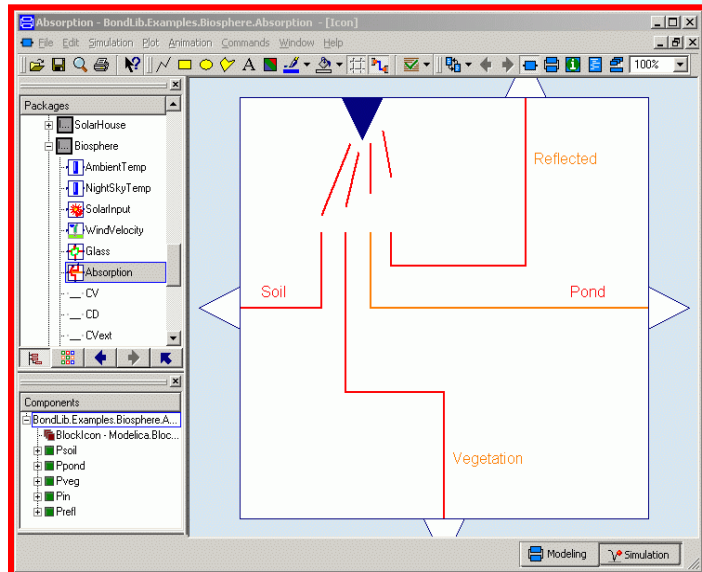 Absorption - BondLib.Examples.Biosphere.Absorption - [Icon]
File Edit Simulation Plot Animation Commands Window Help
100%
Packages
SolarHouse
Biosphere
AmbientTemp
NightSkyTemp
SolarInput
WindVelocity
Glass
Absorption
CV
CD
CVext
Components
BondLib.Examples.Biosphere.A...
BlockIcon - Modelica.Bloc...
Psoil
Ppond
Pveg
Pin
Prefl
Reflected
Soil
Pond
Vegetation
Modeling
Simulation